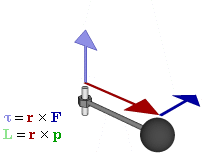 τ = r × F
L = r × p